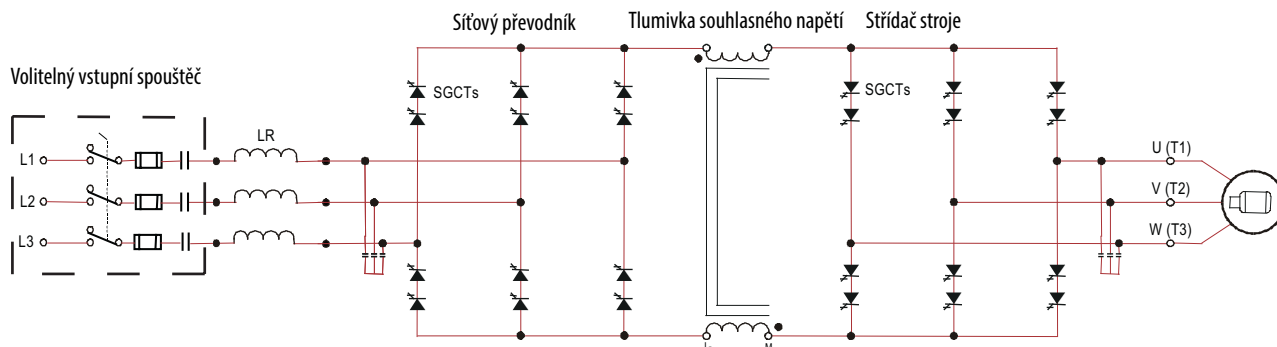 Síťový převodník
Tlumivka souhlasného napětí
Střídač stroje
Volitelný vstupní spouštěč
SGCTs
SGCTs
LR
L1
L2
L3
U (T1)
V (T2)
W (T3)